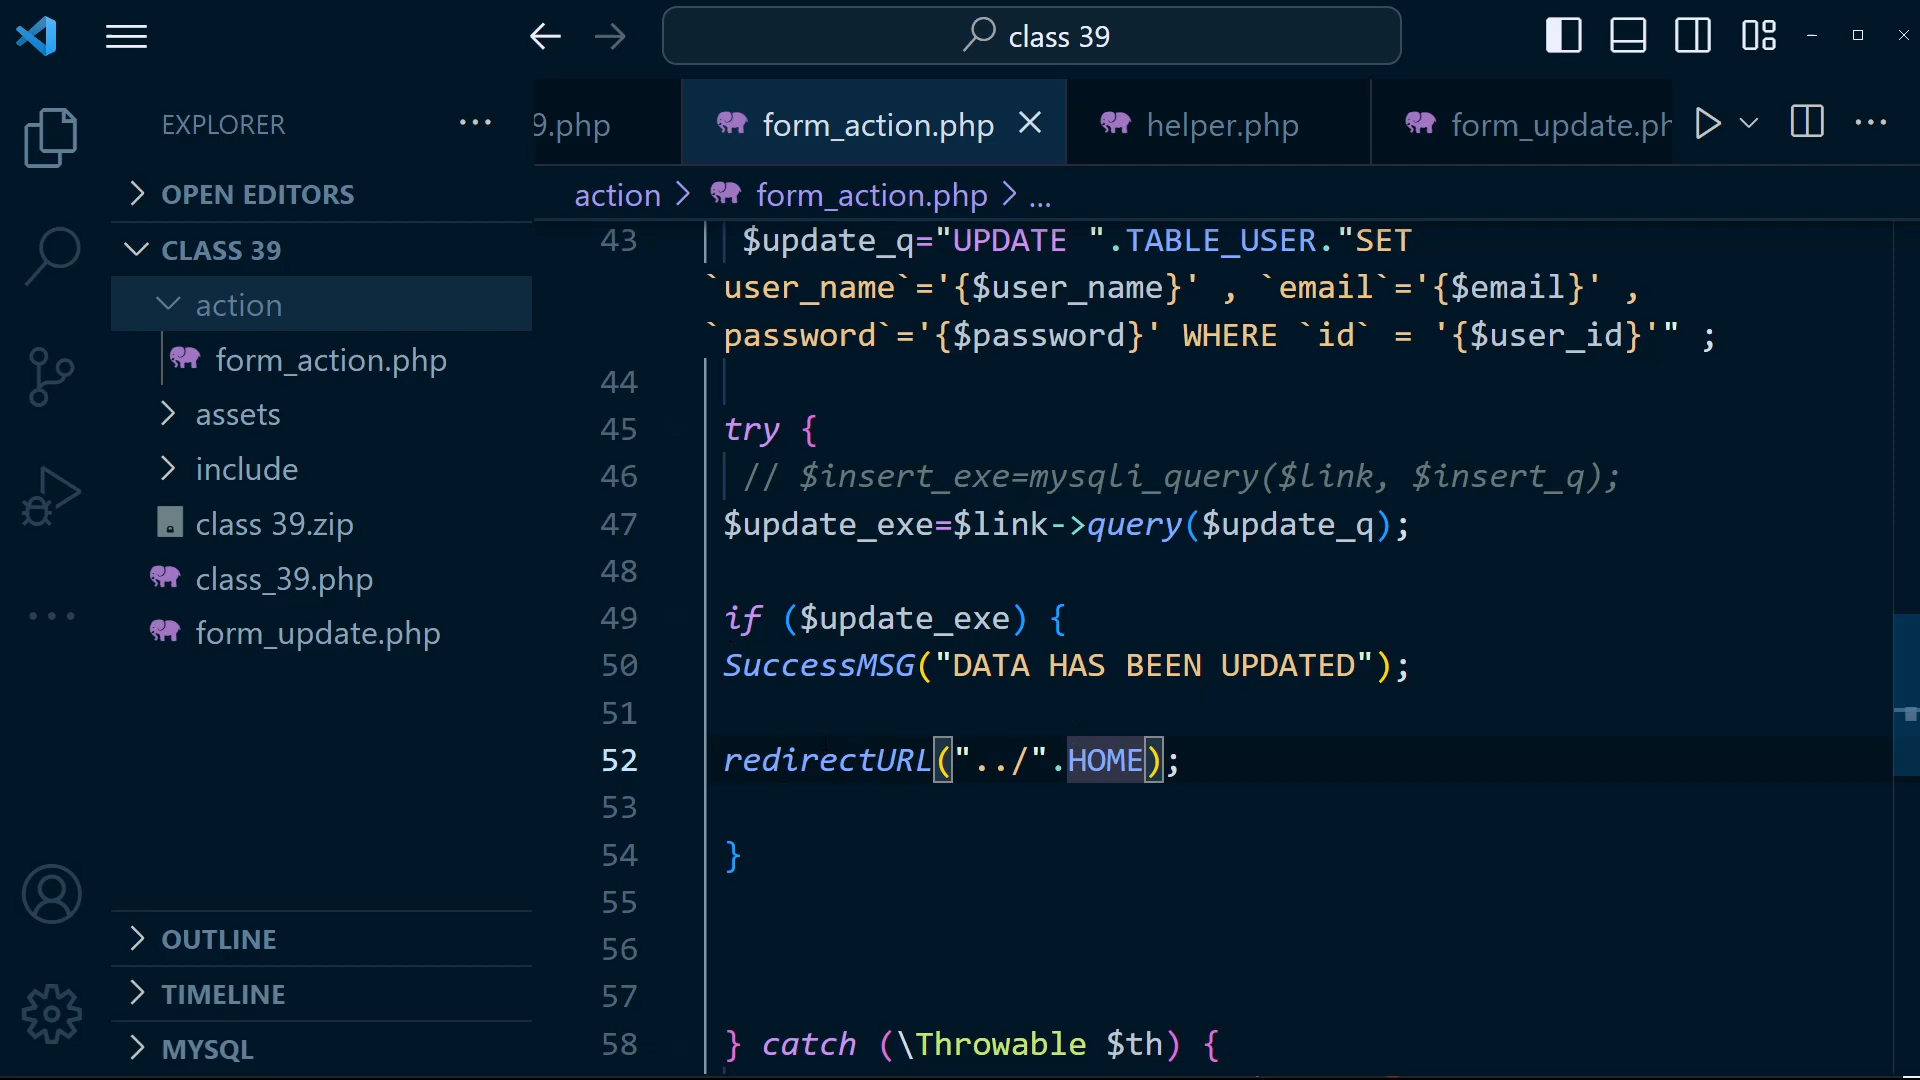 class 39
EXPLORER
OPEN EDITORS
CLASS 39
action
form_action.php
assets
include
class 39.zip
class_39.php
form_update.php
OUTLINE
TIMELINE
MYSQL
9.php
form_action.php
helper.php
form_update.ph
action > form_action.php > ...
43 $update_q="UPDATE ".TABLE_USER."SET
`user_name`='{$user_name}' , `email`='{$email}' ,
`password`='{$password}' WHERE `id` = '{$user_id}'" ;
44
45 try {
46 // $insert_exe=mysqli_query($link, $insert_q);
47 $update_exe=$link->query($update_q);
48
49 if ($update_exe) {
50 SuccessMSG("DATA HAS BEEN UPDATED");
51
52 redirectURL("../".HOME);
53
54 }
55
56
57
58 } catch (\Throwable $th) {